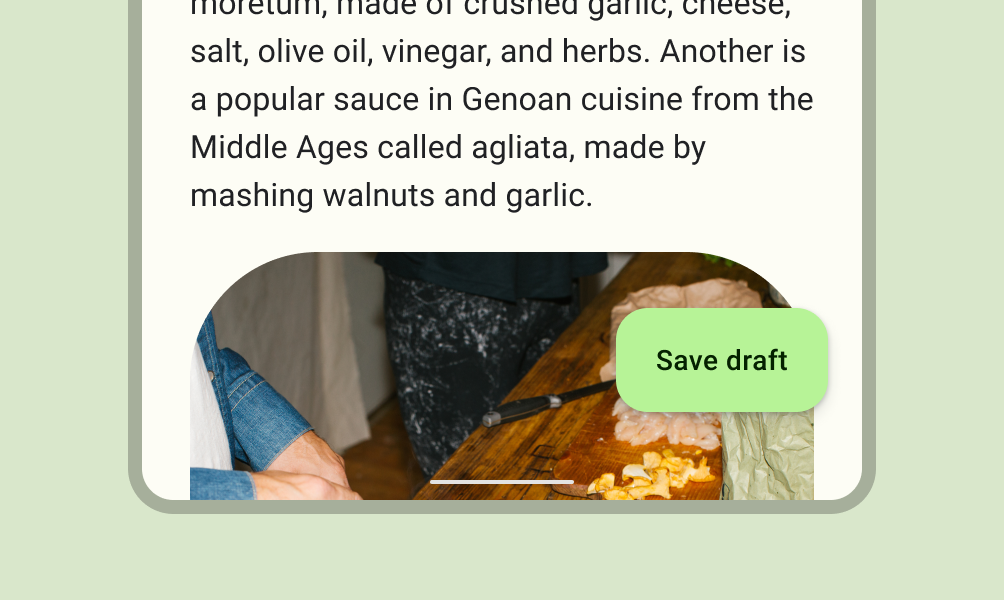 moretum, made of crushed garlic, cheese,
salt, olive oil, vinegar, and herbs. Another is
a popular sauce in Genoan cuisine from the
Middle Ages called agliata, made by
mashing walnuts and garlic.
Save draft